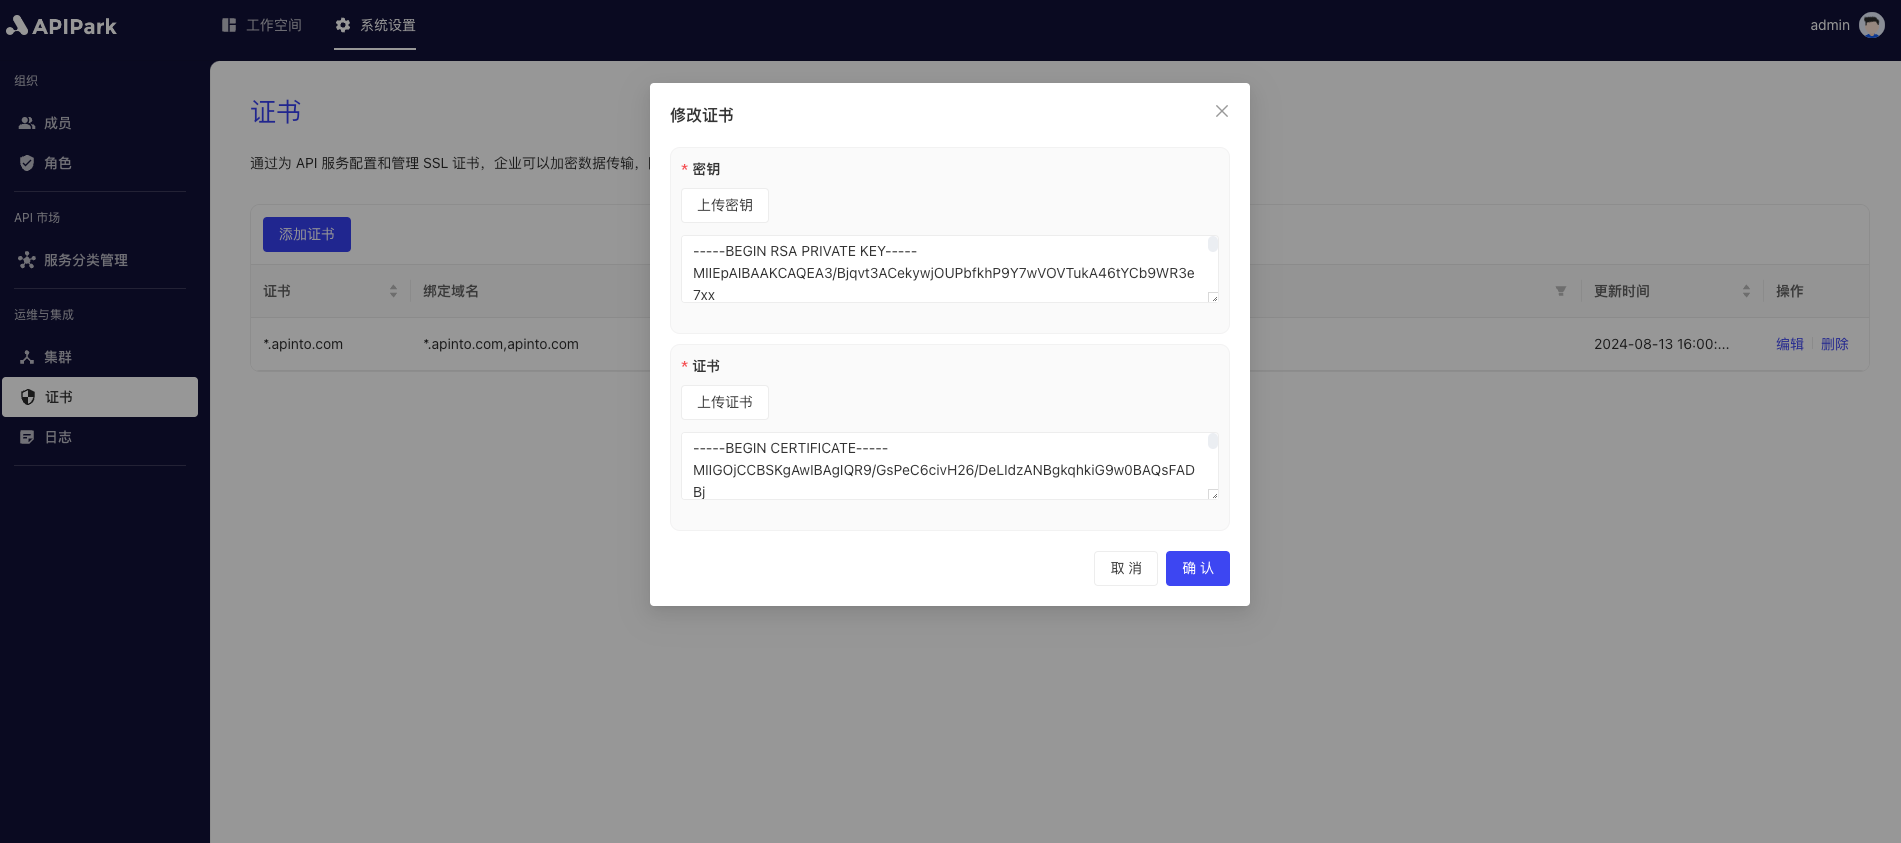 APIPark
工作空间
系统设置
admin
组织
成员
角色
API 市场
服务分类管理
运维与集成
集群
证书
日志
证书
通过为 API 服务配置和管理 SSL 证书，企业可以加密数据传输，
添加证书
证书
绑定域名
更新时间
操作
*.apinto.com
*.apinto.com,apinto.com
2024-08-13 16:00:...
编辑
删除
修改证书
* 密钥
上传密钥
-----BEGIN RSA PRIVATE KEY-----
MIIEpAIBAAKCAQEA3/Bjqvt3ACekywjOUPbfkhP9Y7wVOVTukA46tYCb9WR3e
7xx
* 证书
上传证书
-----BEGIN CERTIFICATE-----
MIIGOjCCBSKgAwIBAgIQR9/GsPeC6civH26/DeLIdzANBgkqhkiG9w0BAQsFAD
Bj
取 消
确 认